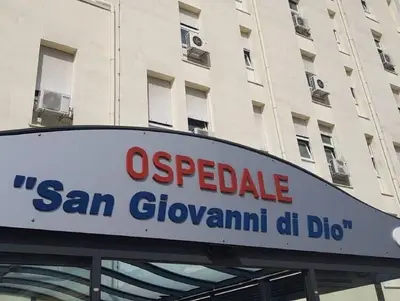 OSPEDALE
"San Giovanni di Dio"